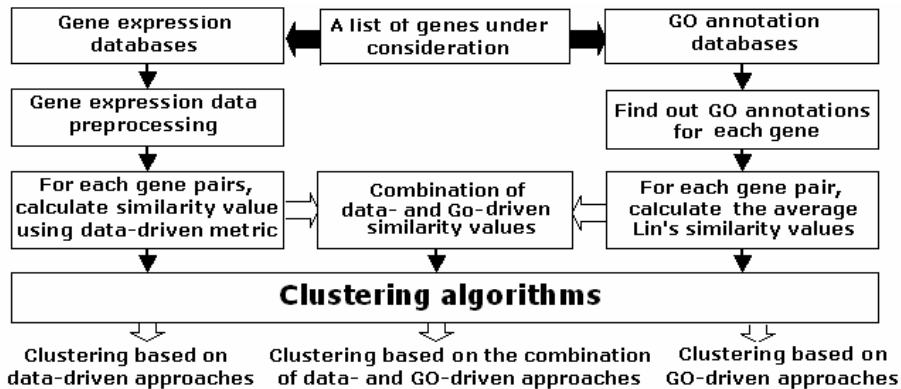 Gene expression
databases
A list of genes under
consideration
GO annotation
databases
Gene expression data
preprocessing
Find out GO annotations
for each gene
For each gene pairs,
calculate similarity value
using data-driven metric
Combination of
data- and Go-driven
similarity values
For each gene pair,
calculate the average
Lin's similarity values
Clustering algorithms
Clustering based on
data-driven approaches
Clustering based on the combination
of data- and GO-driven approaches
Clustering based on
GO-driven approaches